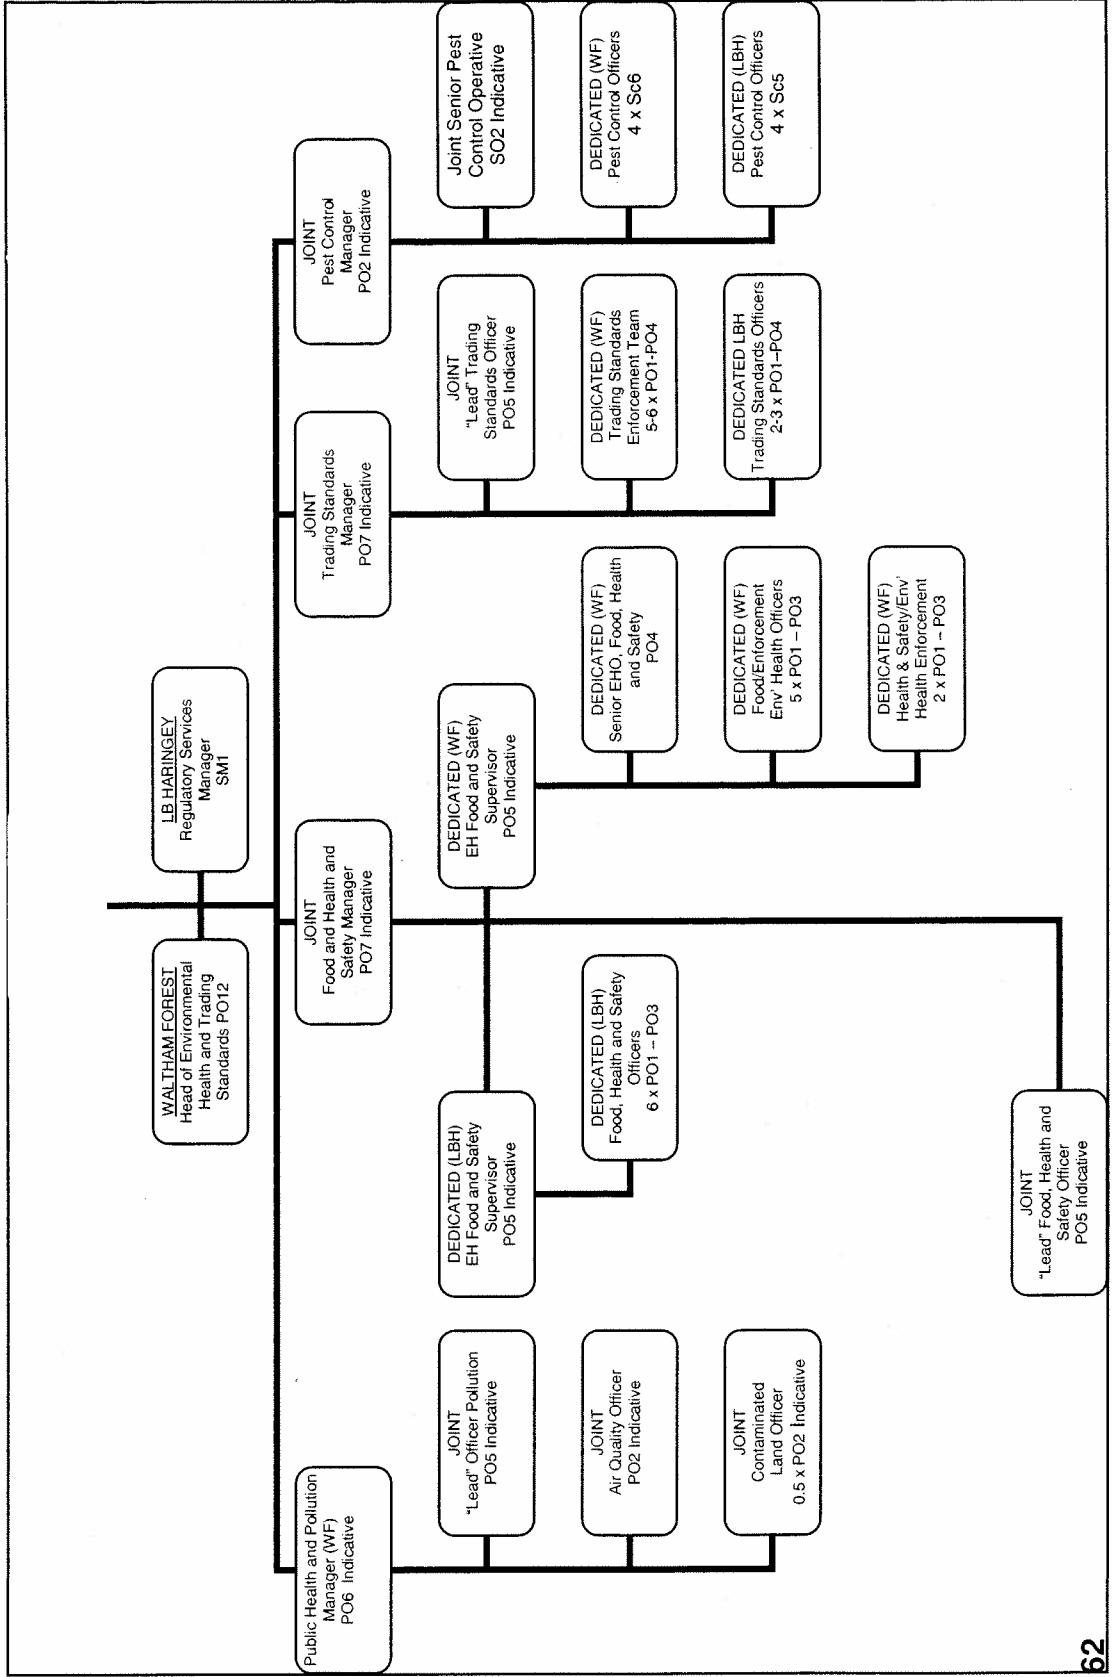 WALTHAM FOREST
Head of Environmental
Health and Trading
Standards PO12
LB HARINGEY
Regulatory Services
Manager
SM1
Public Health and Pollution
Manager (WF)
PO6 Indicative
JOINT
Food and Health and
Safety Manager
PO7 Indicative
JOINT
Trading Standards
Manager
PO7 Indicative
JOINT
Pest Control
Manager
PO2 Indicative
JOINT
"Lead" Officer Pollution
PO5 Indicative
JOINT
Air Quality Officer
PO2 Indicative
JOINT
Contaminated
Land Officer
0.5 x PO2 Indicative
DEDICATED (LBH)
EH Food and Safety
Supervisor
PO5 Indicative
DEDICATED (LBH)
Food, Health and Safety
Officers
6 x PO1 – PO3
DEDICATED (WF)
EH Food and Safety
Supervisor
PO5 Indicative
DEDICATED (WF)
Senior EHO, Food, Health
and Safety
PO4
DEDICATED (WF)
Food/Enforcement
Env' Health Officers
5 x PO1 – PO3
DEDICATED (WF)
Health & Safety/Env'
Health Enforcement
2 x PO1 – PO3
JOINT
"Lead" Food, Health and
Safety Officer
PO5 Indicative
JOINT
"Lead" Trading
Standards Officer
PO5 Indicative
DEDICATED (WF)
Trading Standards
Enforcement Team
5-6 x PO1-PO4
DEDICATED LBH
Trading Standards Officers
2-3 x PO1–PO4
Joint Senior Pest
Control Operative
SO2 Indicative
DEDICATED (WF)
Pest Control Officers
4 x Sc6
DEDICATED (LBH)
Pest Control Officers
4 x Sc5
62